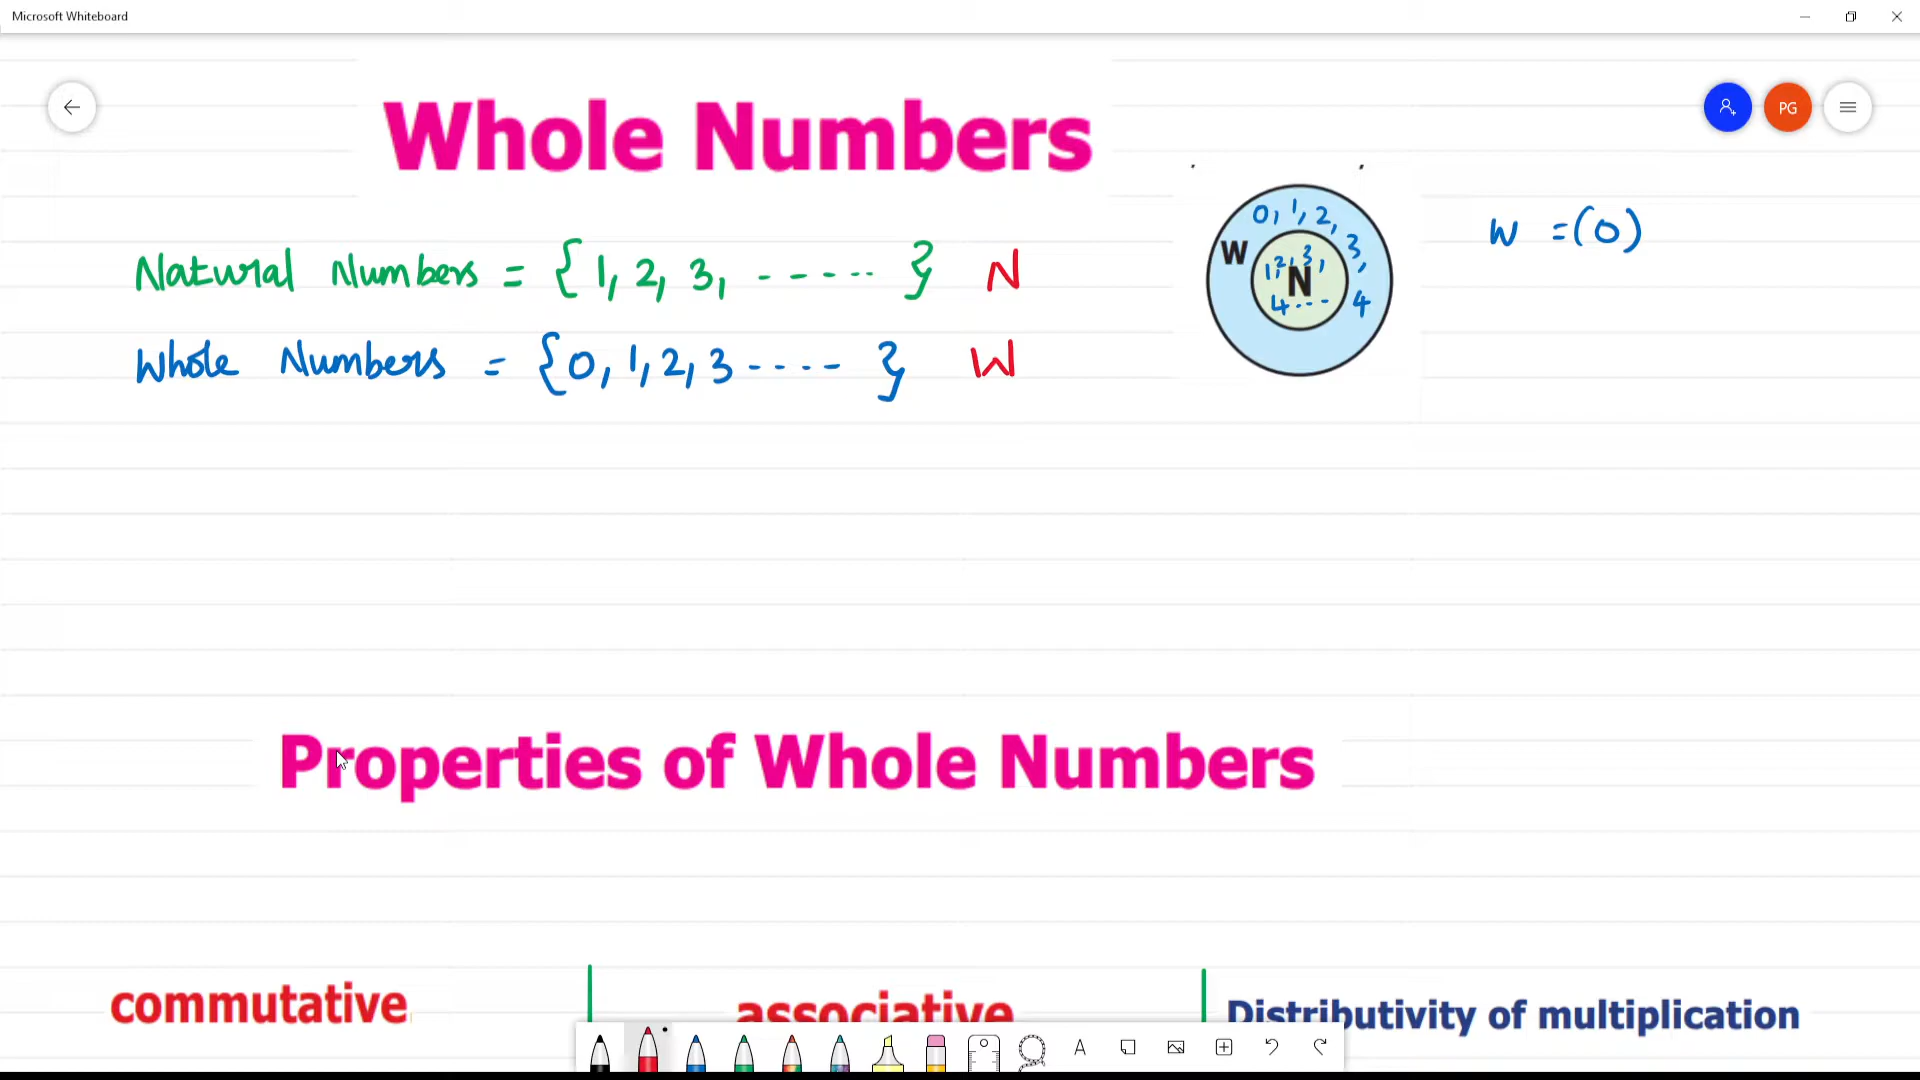 Microsoft Whiteboard
Whole Numbers
PG
Natural Numbers = {1, 2, 3, ------ } N
Whole Numbers = {0, 1, 2, 3 ---- } W
W
0, 1, 2, 3, 4
1, 2, 3,
N
4 ----
W = (0)
Properties of Whole Numbers
commutative
associative
Distributivity of multiplication
A